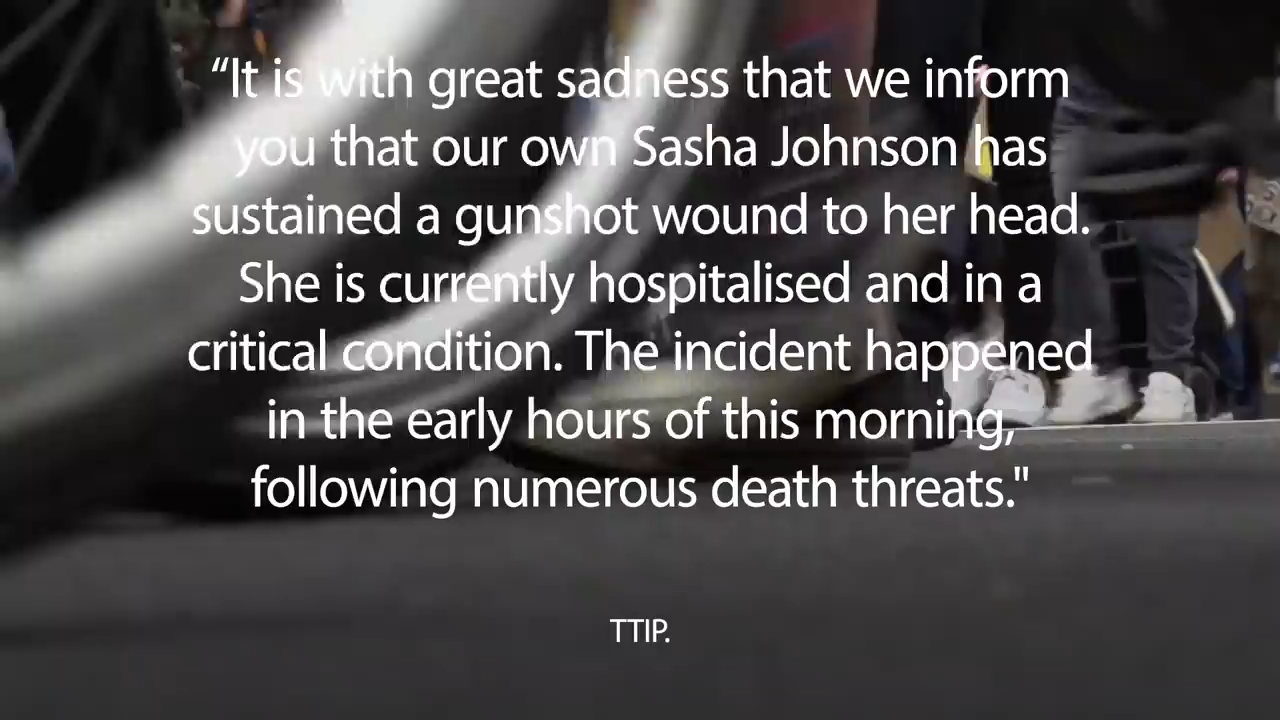 “It is with great sadness that we inform
you that our own Sasha Johnson has
sustained a gunshot wound to her head.
She is currently hospitalised and in a
critical condition. The incident happened
in the early hours of this morning,
following numerous death threats."
TTIP.